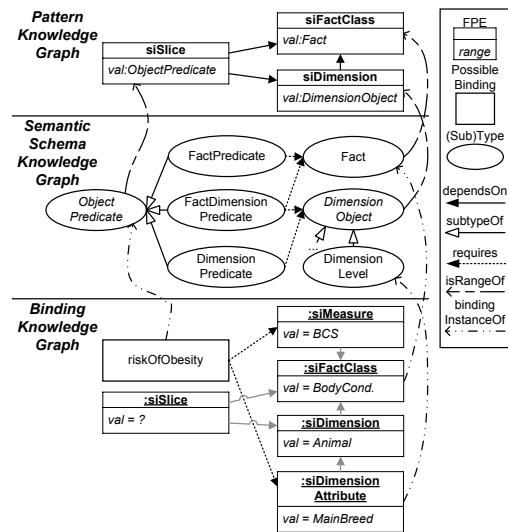 Pattern
Knowledge
Graph
siSlice
val:ObjectPredicate
siFactClass
val:Fact
siDimension
val:DimensionObject
Semantic
Schema
Knowledge
Graph
FactPredicate
Fact
Object
Predicate
FactDimension
Predicate
Dimension
Object
...
Dimension
Predicate
Dimension
Level
Binding
Knowledge
Graph
riskOfObesity
:siMeasure
val = BCS
:siFactClass
val = BodyCond.
:siSlice
val = ?
:siDimension
val = Animal
:siDimension
Attribute
val = MainBreed
FPE
range
Possible
Binding
(Sub)Type
dependsOn
subtypeOf
requires
isRangeOf
binding
InstanceOf